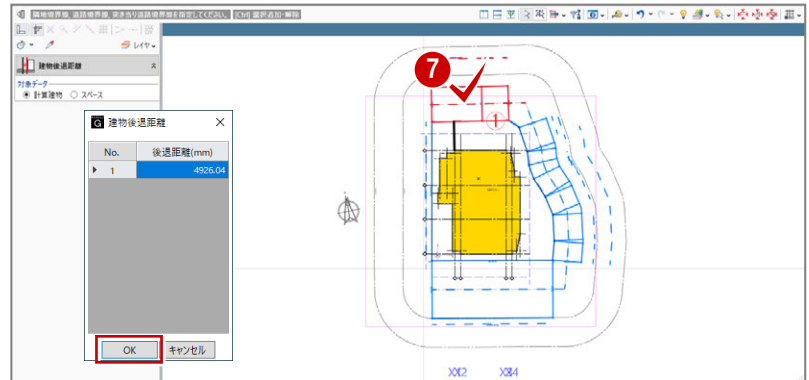 隣地境界線、道路境界線、突き当り道路境界線を指定してください。 [Ctrl]:選択追加・解除
レイヤ
建物後退距離
対象データ
計算建物 スペース
建物後退距離
No. 後退距離(mm)
1 4926.04
OK キャンセル
7
1